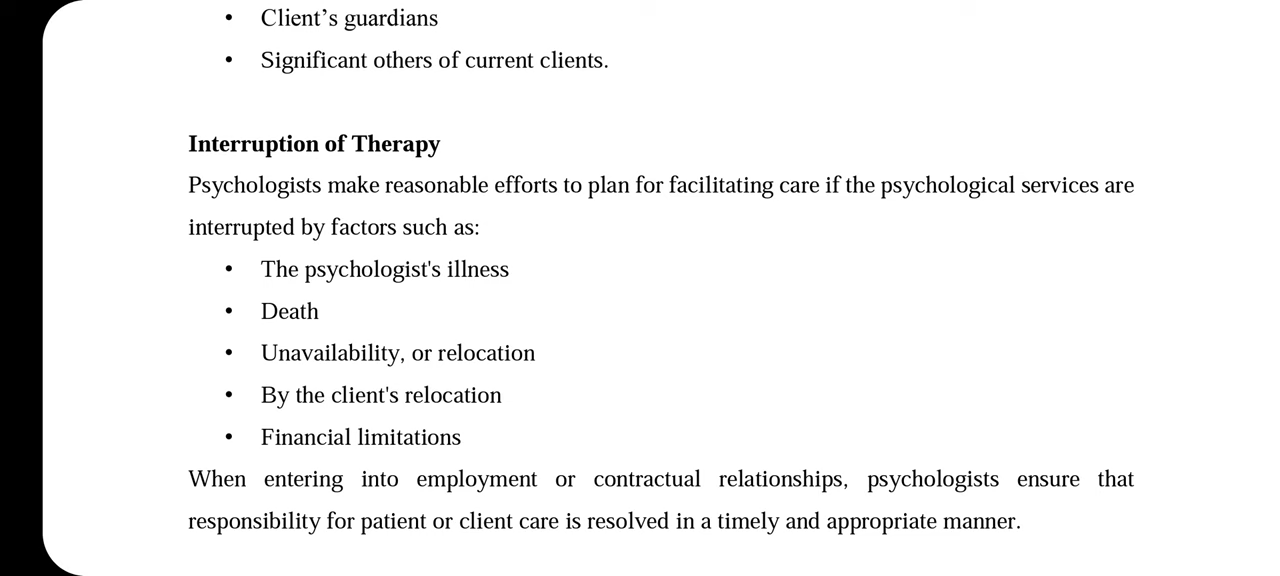 • Client’s guardians
• Significant others of current clients.
Interruption of Therapy
Psychologists make reasonable efforts to plan for facilitating care if the psychological services are
interrupted by factors such as:
• The psychologist's illness
• Death
• Unavailability, or relocation
• By the client's relocation
• Financial limitations
When entering into employment or contractual relationships, psychologists ensure that
responsibility for patient or client care is resolved in a timely and appropriate manner.